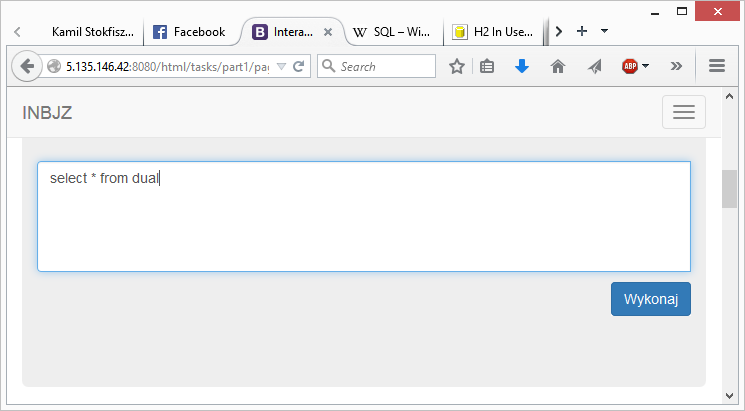 Kamil Stokfisz... Facebook Intera... SQL – Wi... H2 In Use...
5.135.146.42:8080/html/tasks/part1/pa Search ABP
INBJZ
select * from dual
Wykonaj